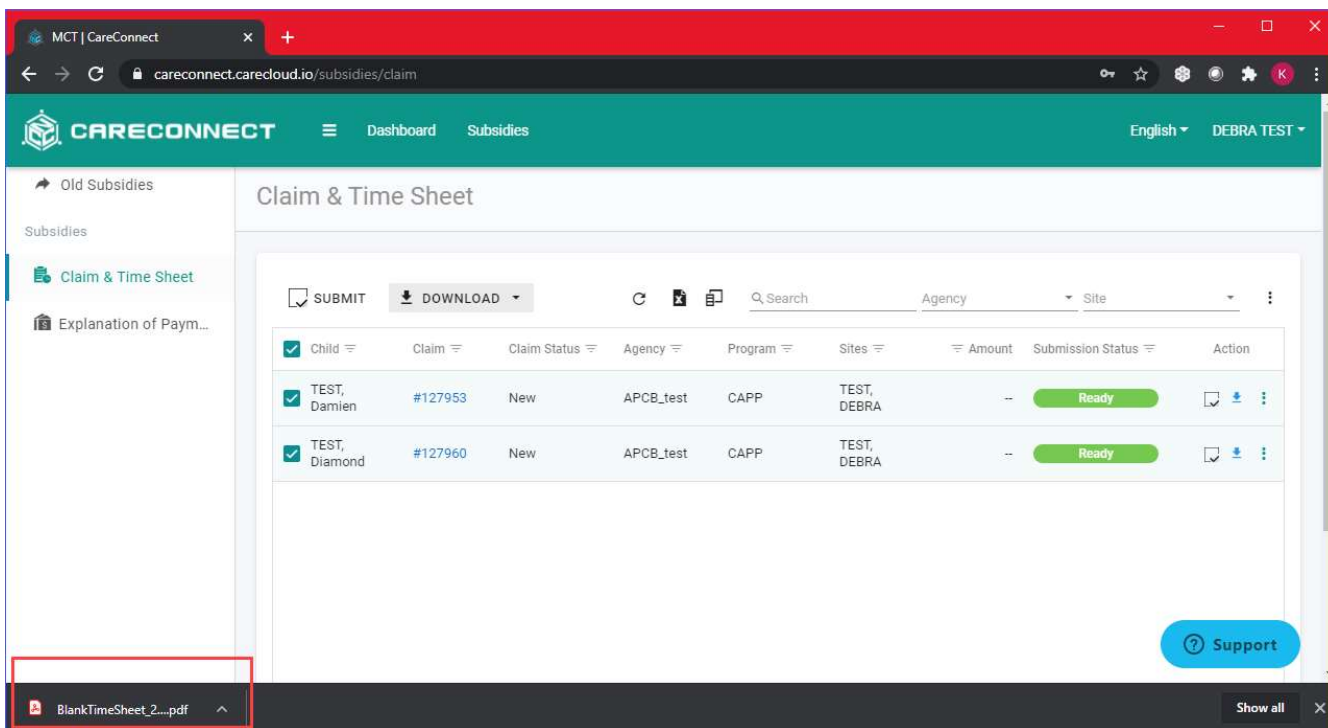 MCT | CareConnect
careconnect.carecloud.io/subsidies/claim
K
CARECONNECT
Dashboard
Subsidies
English
DEBRA TEST
Old Subsidies
Subsidies
Claim & Time Sheet
Explanation of Paym...
Claim & Time Sheet
SUBMIT
DOWNLOAD
Search
Agency
Site
Child Claim Claim Status Agency Program Sites Amount Submission Status Action
TEST,
Damien
#127953 New APCB_test CAPP
TEST,
DEBRA
-- Ready
TEST,
Diamond
#127960 New APCB_test CAPP
TEST,
DEBRA
-- Ready
Support
BlankTimeSheet_2....pdf
Show all